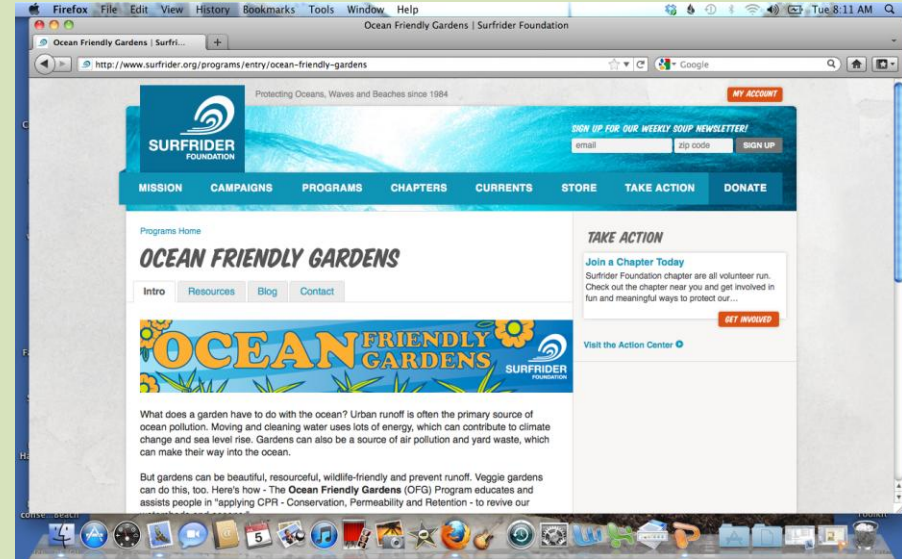 Firefox File Edit View History Bookmarks Tools Window Help Tue 8:11 AM
Ocean Friendly Gardens | Surfrider Foundation
Ocean Friendly Gardens | Surfri... +
http://www.surfrider.org/programs/entry/ocean-friendly-gardens Google
Protecting Oceans, Waves and Beaches since 1984
MY ACCOUNT
SURFRIDER
FOUNDATION
SIGN UP FOR OUR WEEKLY SOUP NEWSLETTER!
email zip code SIGN UP
MISSION CAMPAIGNS PROGRAMS CHAPTERS CURRENTS STORE TAKE ACTION DONATE
Programs Home
OCEAN FRIENDLY GARDENS
Intro Resources Blog Contact
OCEAN FRIENDLY
GARDENS
SURFRIDER
FOUNDATION
What does a garden have to do with the ocean? Urban runoff is often the primary source of
ocean pollution. Moving and cleaning water uses lots of energy, which can contribute to climate
change and sea level rise. Gardens can also be a source of air pollution and yard waste, which
can make their way into the ocean.
But gardens can be beautiful, resourceful, wildlife-friendly and prevent runoff. Veggie gardens
can do this, too. Here's how - The Ocean Friendly Gardens (OFG) Program educates and
assists people in "applying CPR - Conservation, Permeability and Retention - to revive our
TAKE ACTION
Join a Chapter Today
Surfrider Foundation chapter are all volunteer run.
Check out the chapter near you and get involved in
fun and meaningful ways to protect our...
GET INVOLVED
Visit the Action Center
5